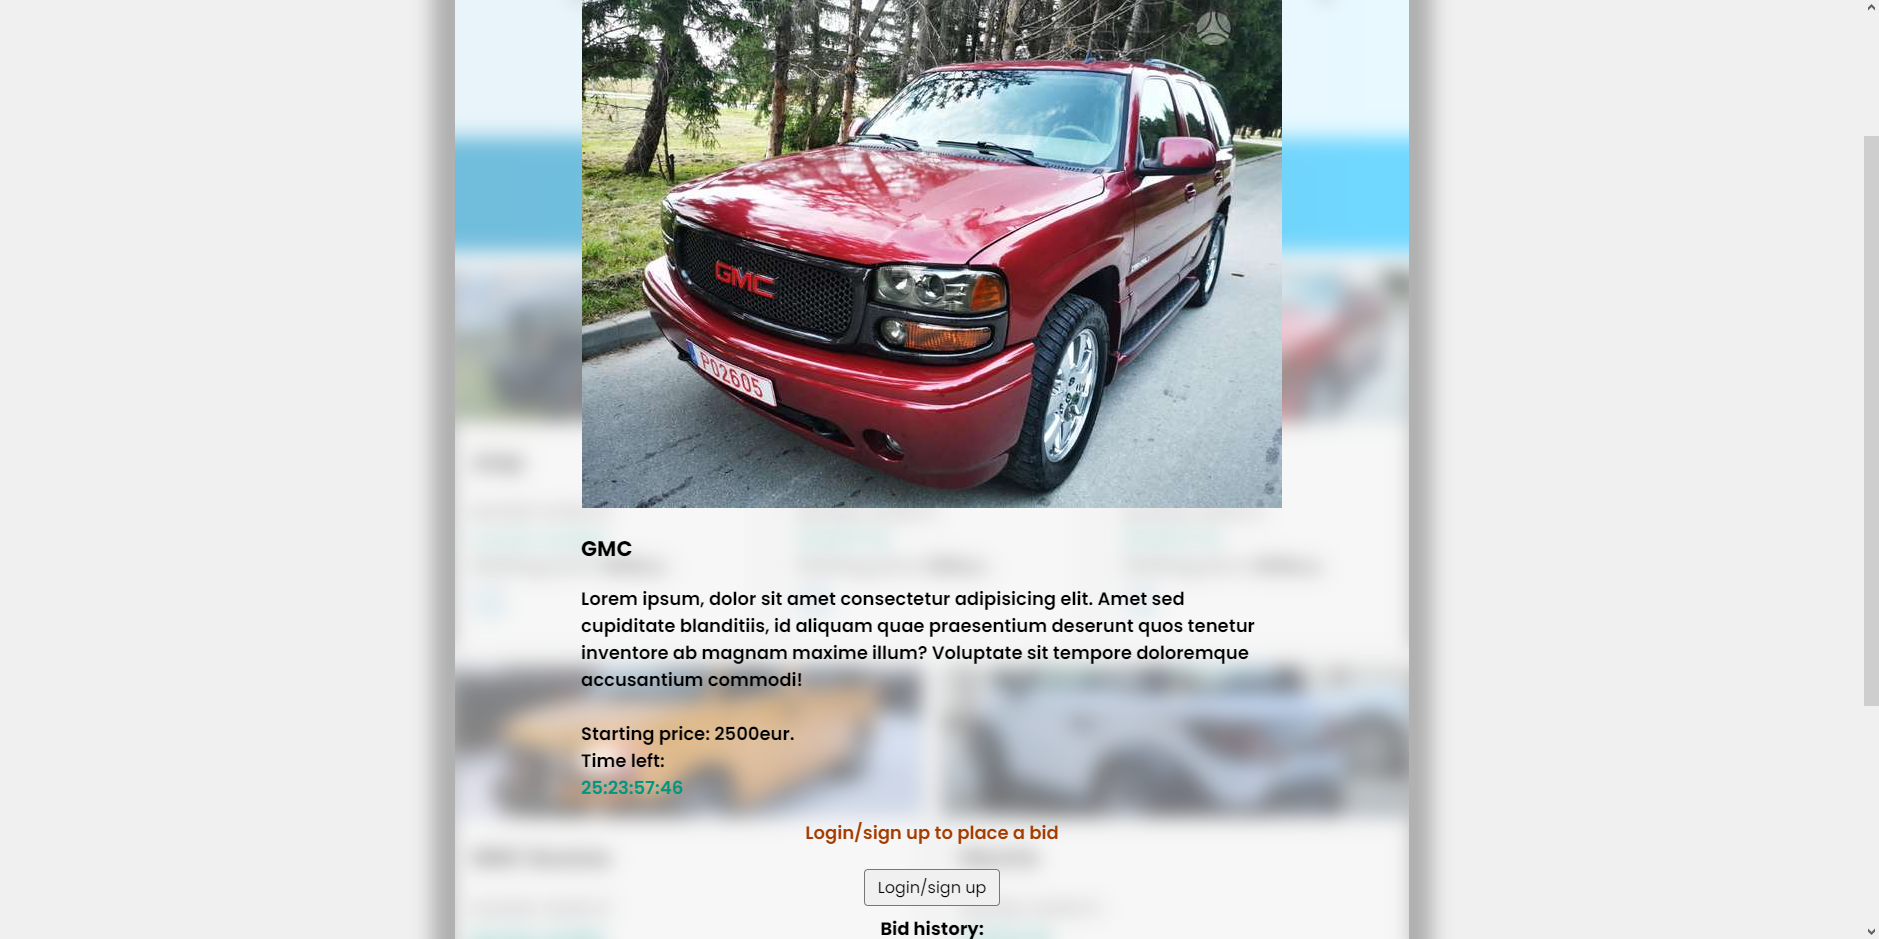 GMC
P02605
GMC
Lorem ipsum, dolor sit amet consectetur adipisicing elit. Amet sed
cupiditate blanditiis, id aliquam quae praesentium deserunt quos tenetur
inventore ab magnam maxime illum? Voluptate sit tempore doloremque
accusantium commodi!
Starting price: 2500eur.
Time left:
25:23:57:46
Login/sign up to place a bid
Login/sign up
Bid history: